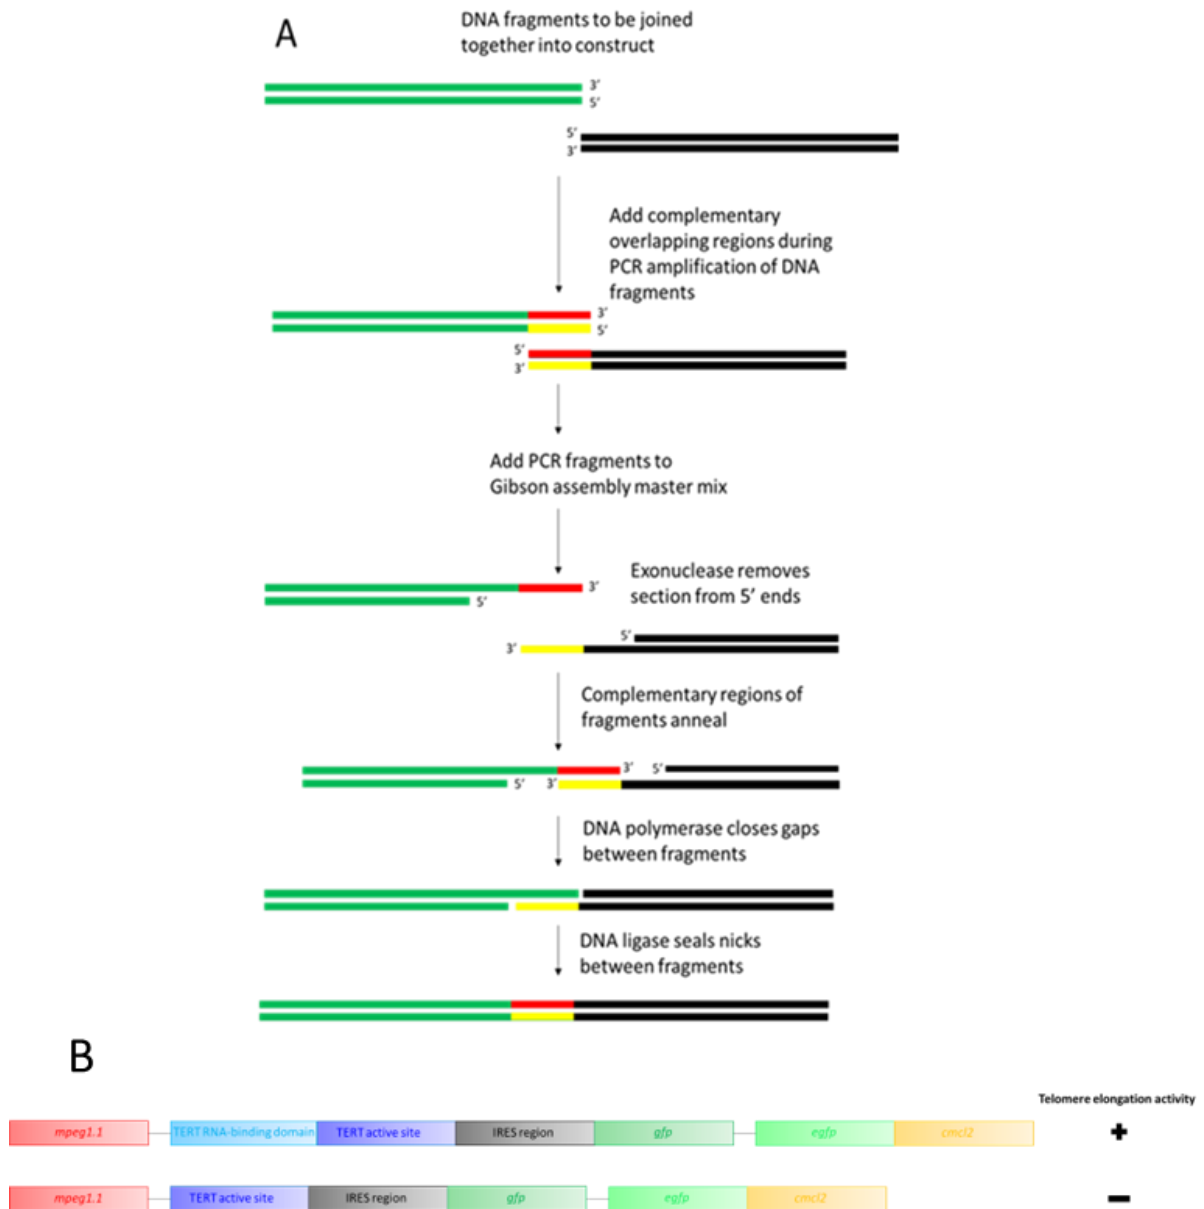 A
DNA fragments to be joined
together into construct
3´
5´
5´
3´
Add complementary
overlapping regions during
PCR amplification of DNA
fragments
3´
5´
5´
3´
Add PCR fragments to
Gibson assembly master mix
Exonuclease removes
section from 5´ ends
3´
5´
5´
3´
Complementary regions of
fragments anneal
3´ 5´
5´ 3´
DNA polymerase closes gaps
between fragments
DNA ligase seals nicks
between fragments
B
Telomere elongation activity
mpeg1.1 TERT RNA-binding domain TERT active site IRES region gfp egfp cmcl2 +
mpeg1.1 TERT active site IRES region gfp egfp cmcl2 −